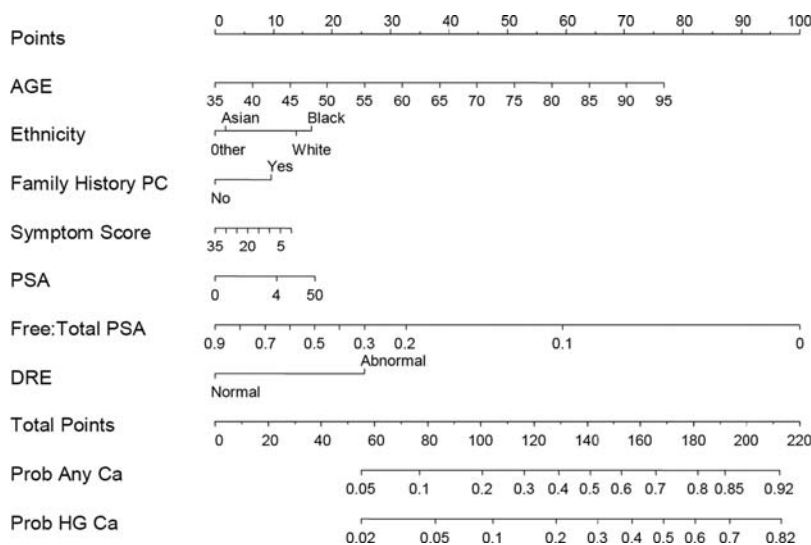 Points 0 10 20 30 40 50 60 70 80 90 100
AGE
35 40 45 50 55 60 65 70 75 80 85 90 95
Asian Black
Ethnicity
Other White
Yes
Family History PC
No
Symptom Score
35 20 5
PSA
0 4 50
Free:Total PSA
0.9 0.7 0.5 0.3 0.2 0.1 0
Abnormal
DRE
Normal
Total Points
0 20 40 60 80 100 120 140 160 180 200 220
Prob Any Ca
0.05 0.1 0.2 0.3 0.4 0.5 0.6 0.7 0.8 0.85 0.92
Prob HG Ca
0.02 0.05 0.1 0.2 0.3 0.4 0.5 0.6 0.7 0.82